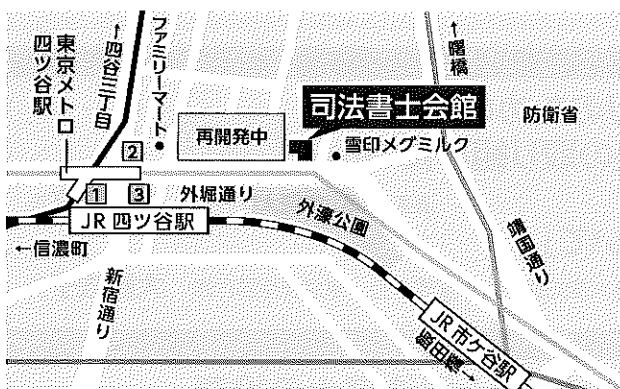 東京メトロ
四ツ谷駅
↑四谷三丁目
ファミリーマート
司法書士会館
再開発中
雪印メグミルク
↑曙橋
防衛省
2
1
3
外堀通り
JR 四ツ谷駅
←信濃町
新宿通り
外濠公園
靖国通り
JR 市ケ谷駅
飯田橋→